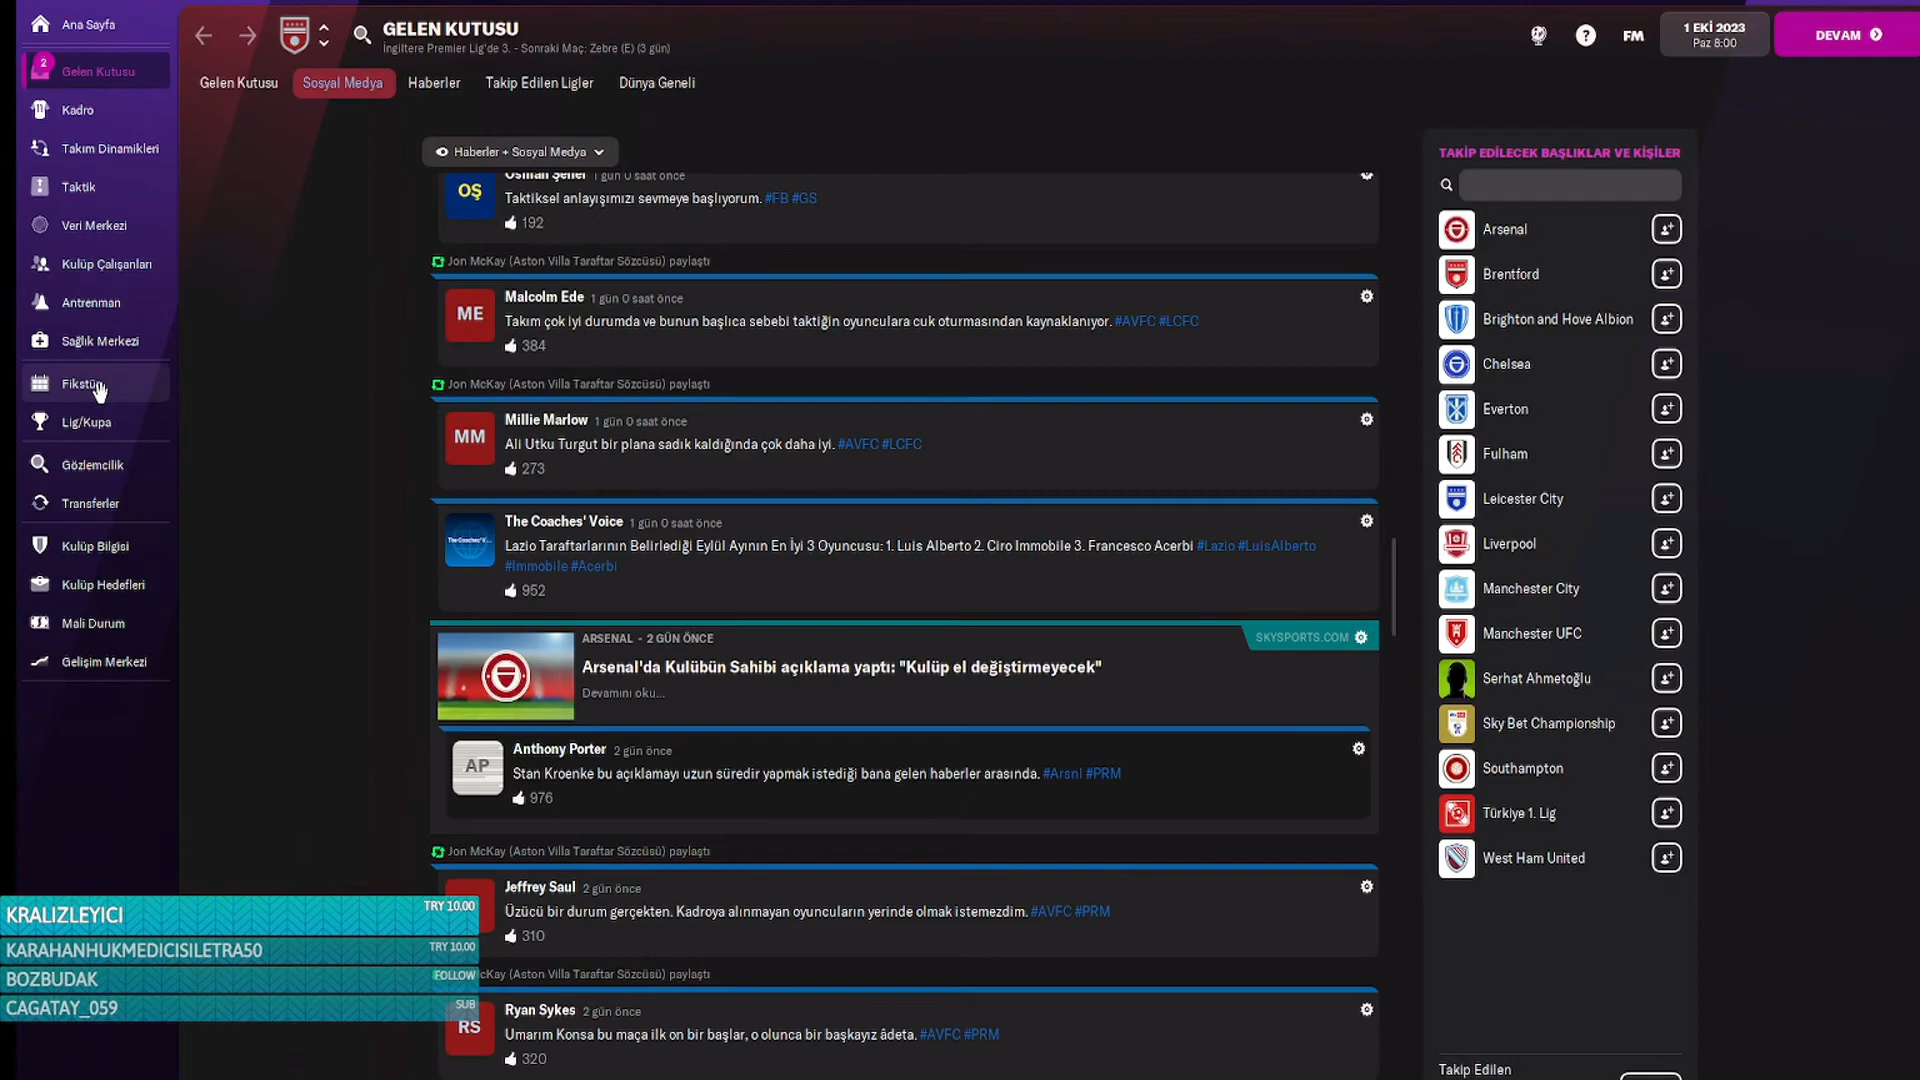 Ana Sayfa
2
Gelen Kutusu
Kadro
Takım Dinamikleri
Taktik
Veri Merkezi
Kulüp Çalışanları
Antrenman
Sağlık Merkezi
Fikstür
Lig/Kupa
Gözlemcilik
Transferler
Kulüp Bilgisi
Kulüp Hedefleri
Mali Durum
Gelişim Merkezi
GELEN KUTUSU
İngiltere Premier Lig'de 3. - Sonraki Maç: Zebre (E) (3 gün)
FM
1 EKİ 2023
Paz 8:00
DEVAM
Gelen Kutusu
Sosyal Medya
Haberler
Takip Edilen Ligler
Dünya Geneli
Haberler + Sosyal Medya
OŞ
Osman Şener 1 gün 0 saat önce
Taktiksel anlayışımızı sevmeye başlıyorum. #FB #GS
192
Jon McKay (Aston Villa Taraftar Sözcüsü) paylaştı
ME
Malcolm Ede 1 gün 0 saat önce
Takım çok iyi durumda ve bunun başlıca sebebi taktiğin oyunculara cuk oturmasından kaynaklanıyor. #AVFC #LCFC
384
Jon McKay (Aston Villa Taraftar Sözcüsü) paylaştı
MM
Millie Marlow 1 gün 0 saat önce
Ali Utku Turgut bir plana sadık kaldığında çok daha iyi. #AVFC #LCFC
273
The Coaches' V...
The Coaches' Voice 1 gün 0 saat önce
Lazio Taraftarlarının Belirlediği Eylül Ayının En İyi 3 Oyuncusu: 1. Luis Alberto 2. Ciro Immobile 3. Francesco Acerbi #Lazio #LuisAlberto
#Immobile #Acerbi
952
ARSENAL - 2 GÜN ÖNCE
SKYSPORTS.COM
Arsenal'da Kulübün Sahibi açıklama yaptı: "Kulüp el değiştirmeyecek"
Devamını oku...
AP
Anthony Porter 2 gün önce
Stan Kroenke bu açıklamayı uzun süredir yapmak istediği bana gelen haberler arasında. #Arsnl #PRM
976
Jon McKay (Aston Villa Taraftar Sözcüsü) paylaştı
Jeffrey Saul 2 gün önce
Üzücü bir durum gerçekten. Kadroya alınmayan oyuncuların yerinde olmak istemezdim. #AVFC #PRM
310
cKay (Aston Villa Taraftar Sözcüsü) paylaştı
RS
Ryan Sykes 2 gün önce
Umarım Konsa bu maça ilk on bir başlar, o olunca bir başkayız âdeta. #AVFC #PRM
320
TAKİP EDİLECEK BAŞLIKLAR VE KİŞİLER
Arsenal
Brentford
Brighton and Hove Albion
Chelsea
Everton
Fulham
Leicester City
Liverpool
Manchester City
Manchester UFC
Serhat Ahmetoğlu
Sky Bet Championship
Southampton
Türkiye 1. Lig
West Ham United
Takip Edilen
KRALIZLEYICI TRY 10.00
KARAHANHUKMEDICISILETRA50 TRY 10.00
BOZBUDAK FOLLOW
CAGATAY_059 SUB